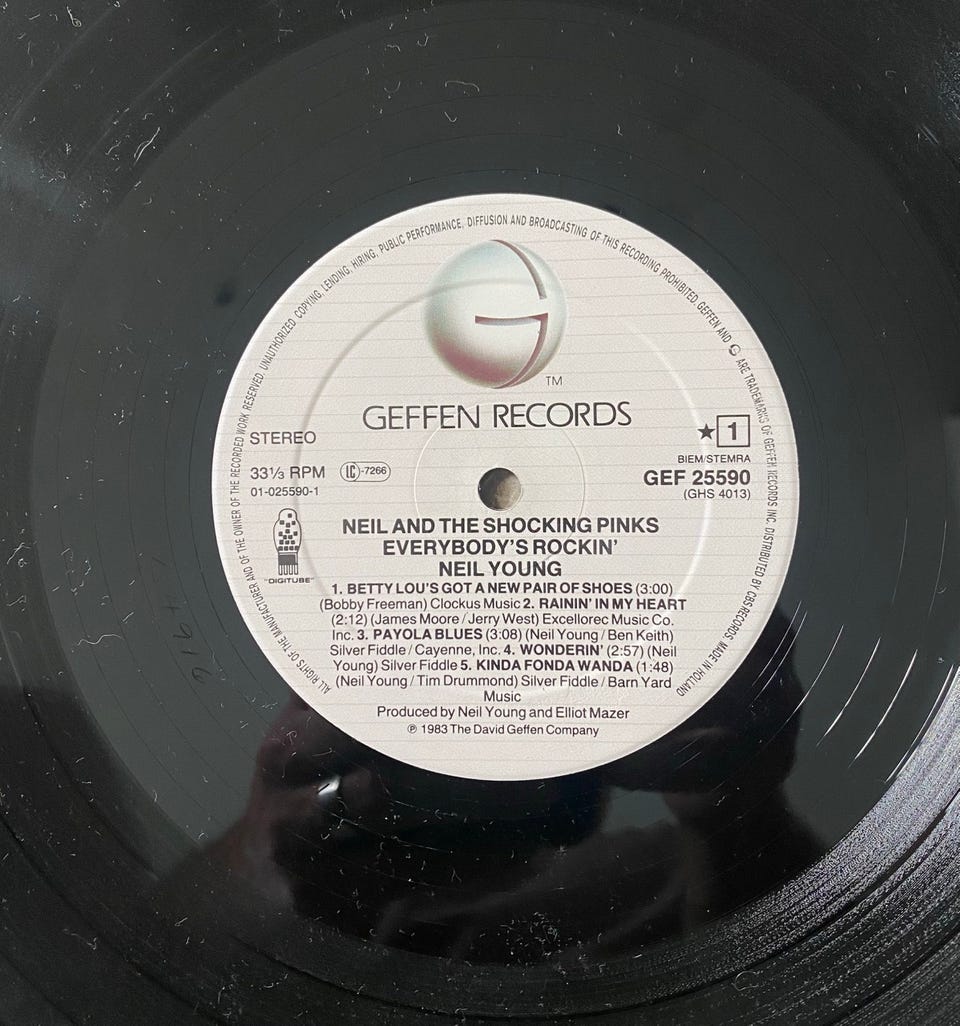 ALL RIGHTS OF THE MANUFACTURER AND OF THE OWNER OF THE RECORDED WORK RESERVED. UNAUTHORIZED COPYING, LENDING, HIRING, PUBLIC PERFORMANCE, DIFFUSION AND BROADCASTING OF THIS RECORDING PROHIBITED. GEFFEN AND G ARE TRADEMARKS OF GEFFEN RECORDS INC. DISTRIBUTED BY CBS RECORDS. MADE IN HOLLAND
TM
GEFFEN RECORDS
STEREO
33⅓ RPM LC-7266
01-025590-1
"DIGITUBE"
★ 1
BIEM/STEMRA
GEF 25590
(GHS 4013)
NEIL AND THE SHOCKING PINKS
EVERYBODY'S ROCKIN'
NEIL YOUNG
1. BETTY LOU'S GOT A NEW PAIR OF SHOES (3:00)
(Bobby Freeman) Clockus Music 2. RAININ' IN MY HEART
(2:12) (James Moore / Jerry West) Excellorec Music Co.
Inc. 3. PAYOLA BLUES (3:08) (Neil Young / Ben Keith)
Silver Fiddle / Cayenne, Inc. 4. WONDERIN' (2:57) (Neil
Young) Silver Fiddle 5. KINDA FONDA WANDA (1:48)
(Neil Young / Tim Drummond) Silver Fiddle / Barn Yard
Music
Produced by Neil Young and Elliot Mazer
℗ 1983 The David Geffen Company